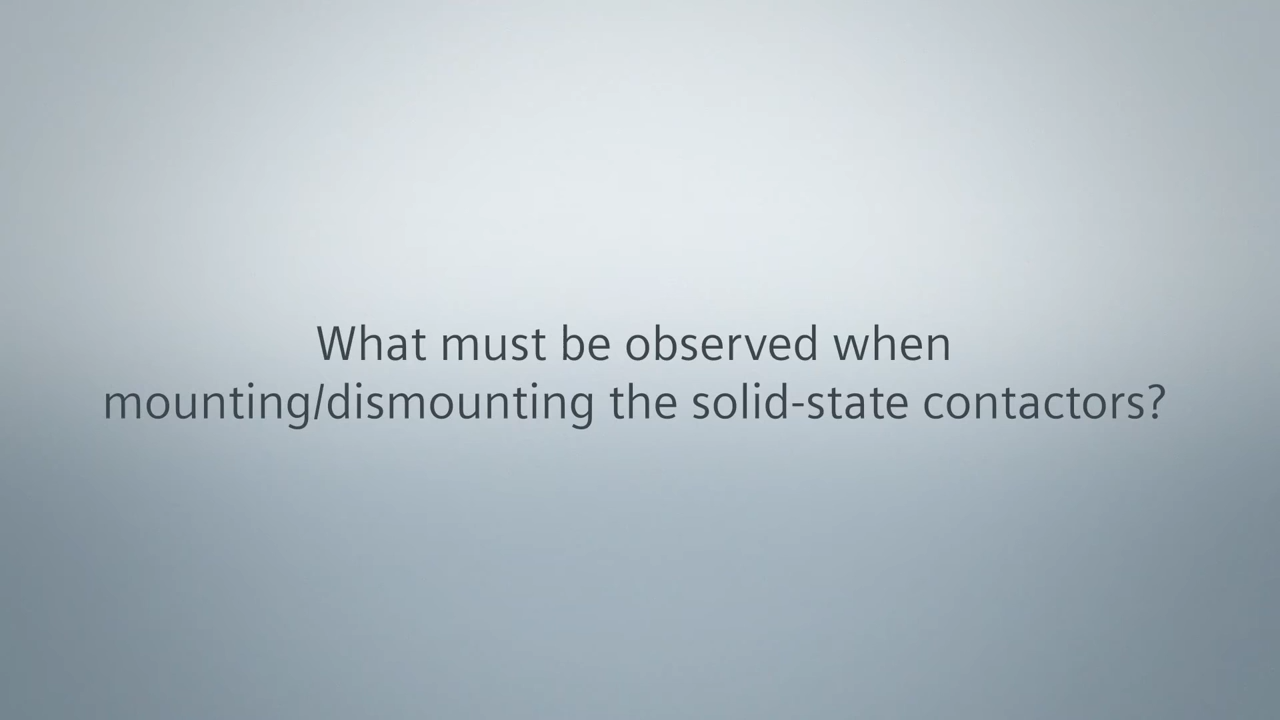 What must be observed when
mounting/dismounting the solid-state contactors?